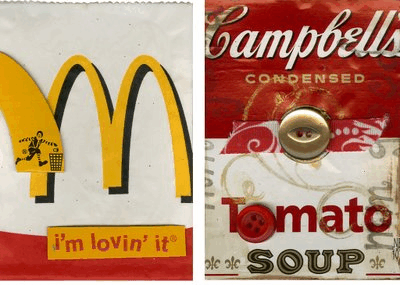 i'm lovin' it®
Campbell's
CONDENSED
Tomato
SOUP